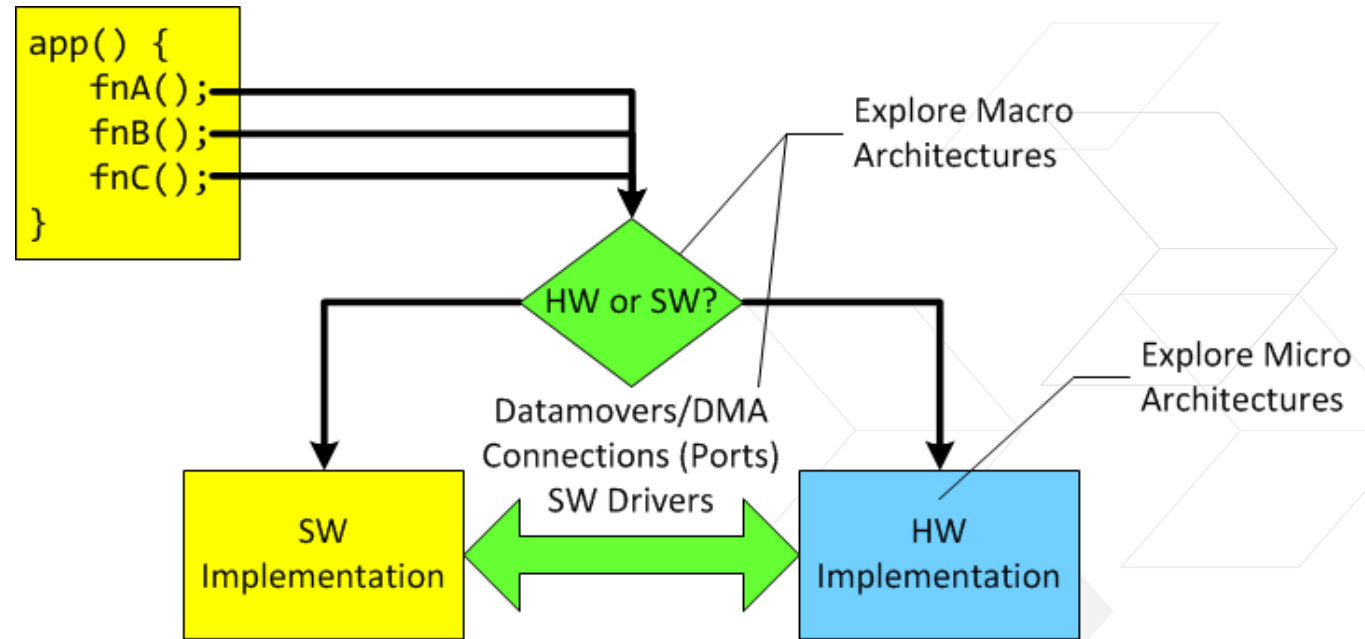 app() {
fnA();
fnB();
fnC();
}
Explore Macro
Architectures
HW or SW?
Explore Micro
Architectures
Datamovers/DMA
Connections (Ports)
SW Drivers
SW
Implementation
HW
Implementation